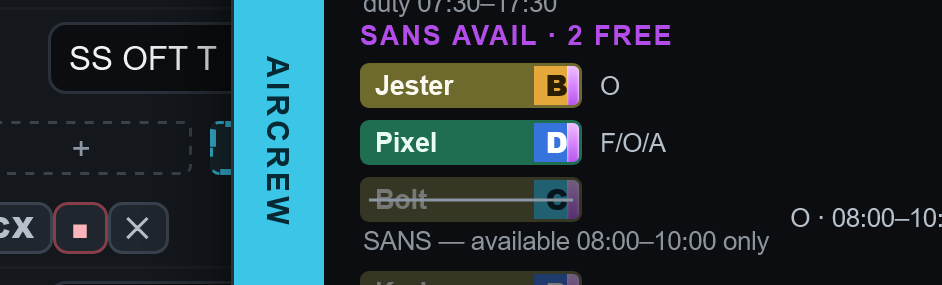 duty 07:30–17:30
SANS AVAIL · 2 FREE
SS OFT T
AIRCREW
Jester B O
+
Pixel D F/O/A
Bolt C
CX ■ ×
O · 08:00–10:
SANS — available 08:00–10:00 only